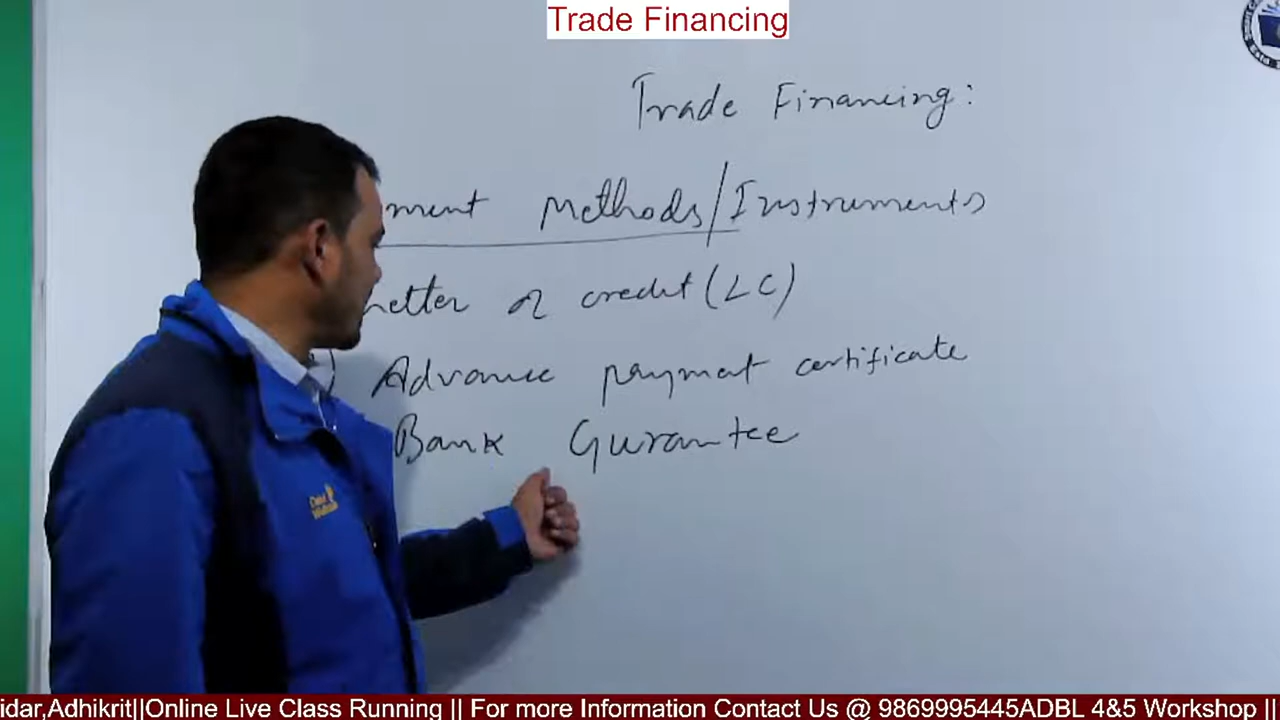 Trade Financing
Trade Financing:
ment Methods/Instruments
Letter of credit (LC)
Advance payment certificate
Bank Gurantee
idar,Adhikrit||Online Live Class Running || For more Information Contact Us @ 9869995445ADBL 4&5 Workshop ||